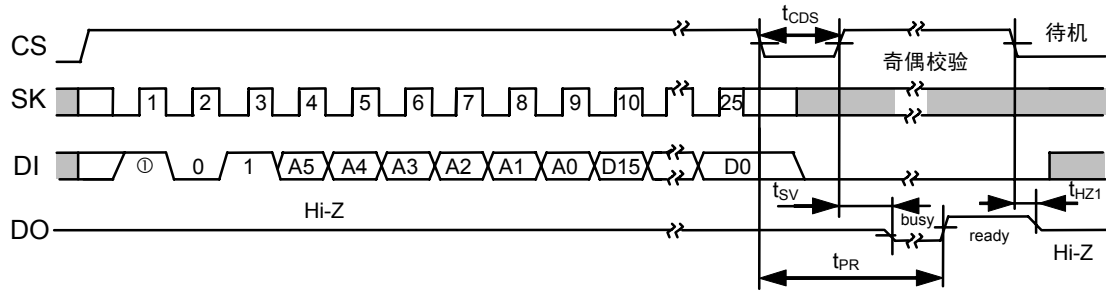 CS
tCDS
待机
奇偶校验
SK
1 2 3 4 5 6 7 8 9 10 25
DI
① 0 1 A5 A4 A3 A2 A1 A0 D15 D0
tSV
tHZ1
Hi-Z
busy
DO
ready
Hi-Z
tPR